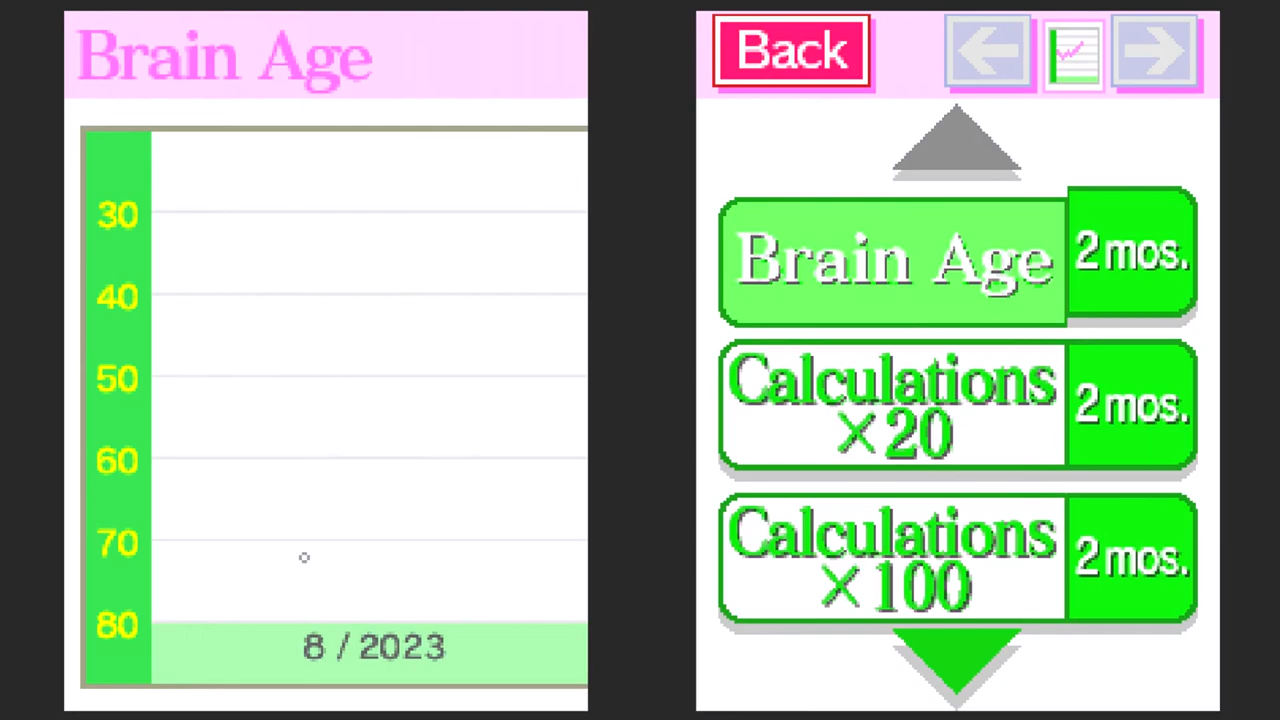 Brain Age
30
40
50
60
70
80
8 / 2023
Back
Brain Age
2 mos.
Calculations
×20
2 mos.
Calculations
×100
2 mos.